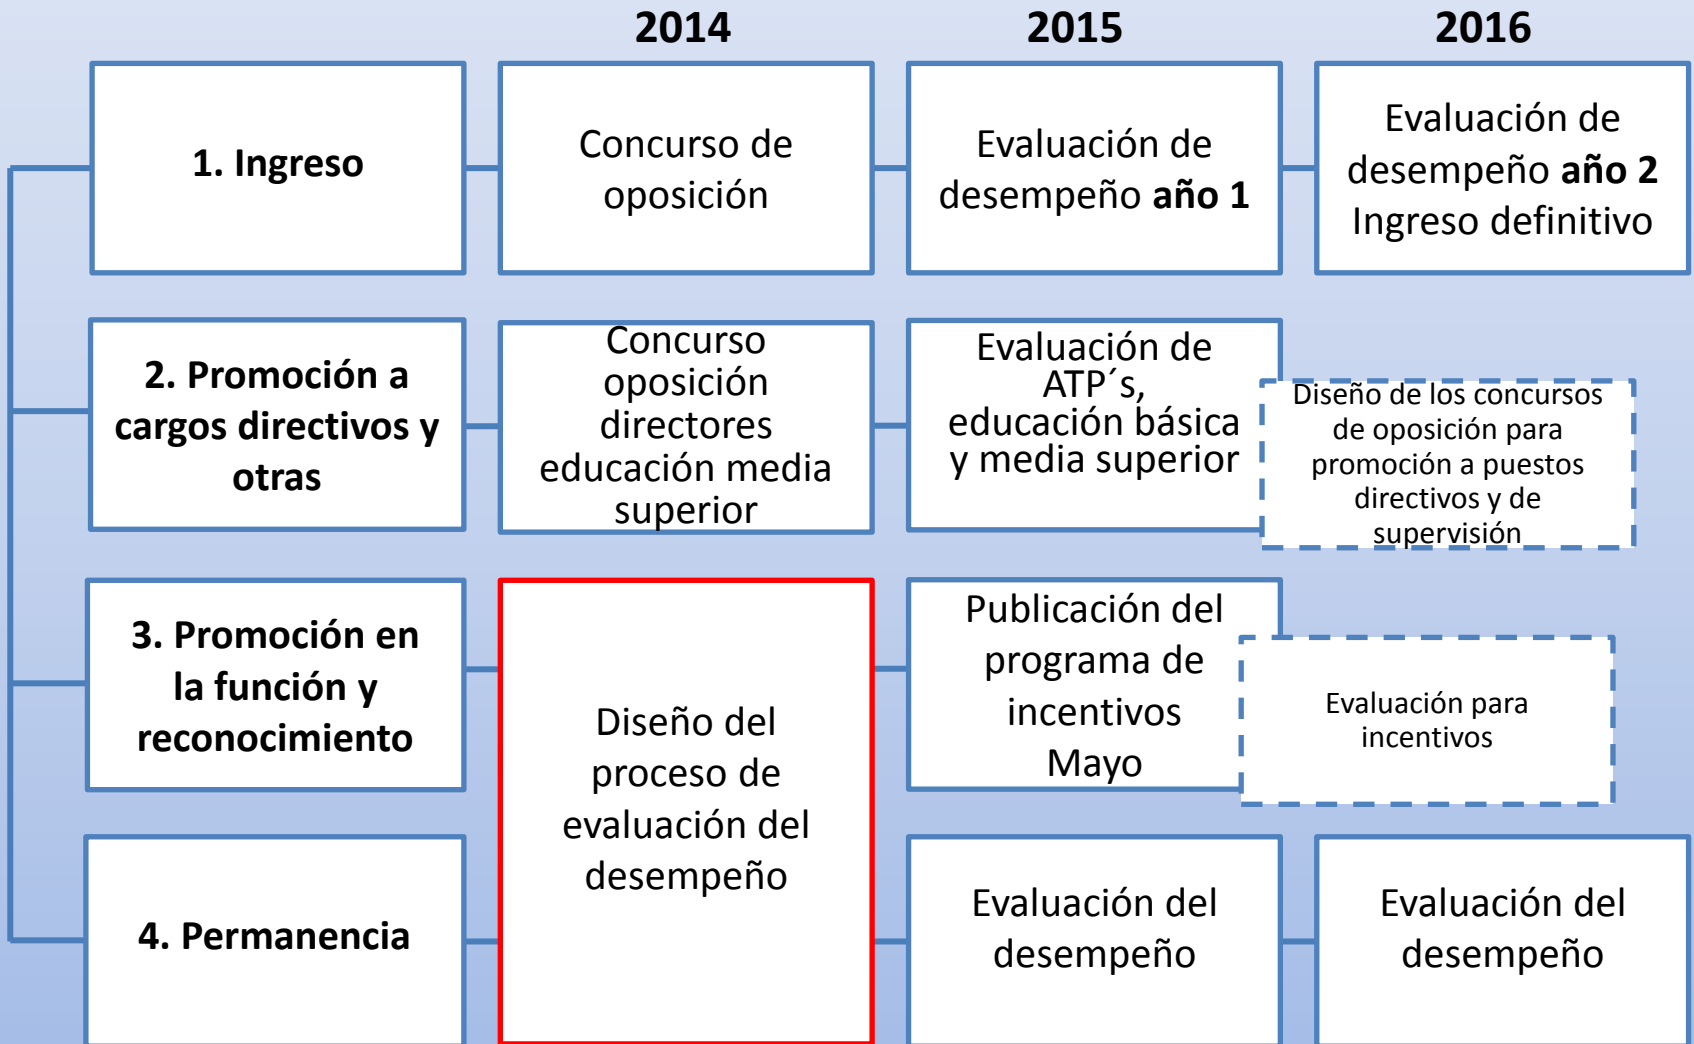 2014
2015
2016
1. Ingreso
Concurso de
oposición
Evaluación de
desempeño año 1
Evaluación de
desempeño año 2
Ingreso definitivo
2. Promoción a
cargos directivos y
otras
Concurso
oposición
directores
educación media
superior
Evaluación de
ATP´s,
educación básica
y media superior
Diseño de los concursos
de oposición para
promoción a puestos
directivos y de
supervisión
3. Promoción en
la función y
reconocimiento
Diseño del
proceso de
evaluación del
desempeño
Publicación del
programa de
incentivos
Mayo
Evaluación para
incentivos
4. Permanencia
Evaluación del
desempeño
Evaluación del
desempeño